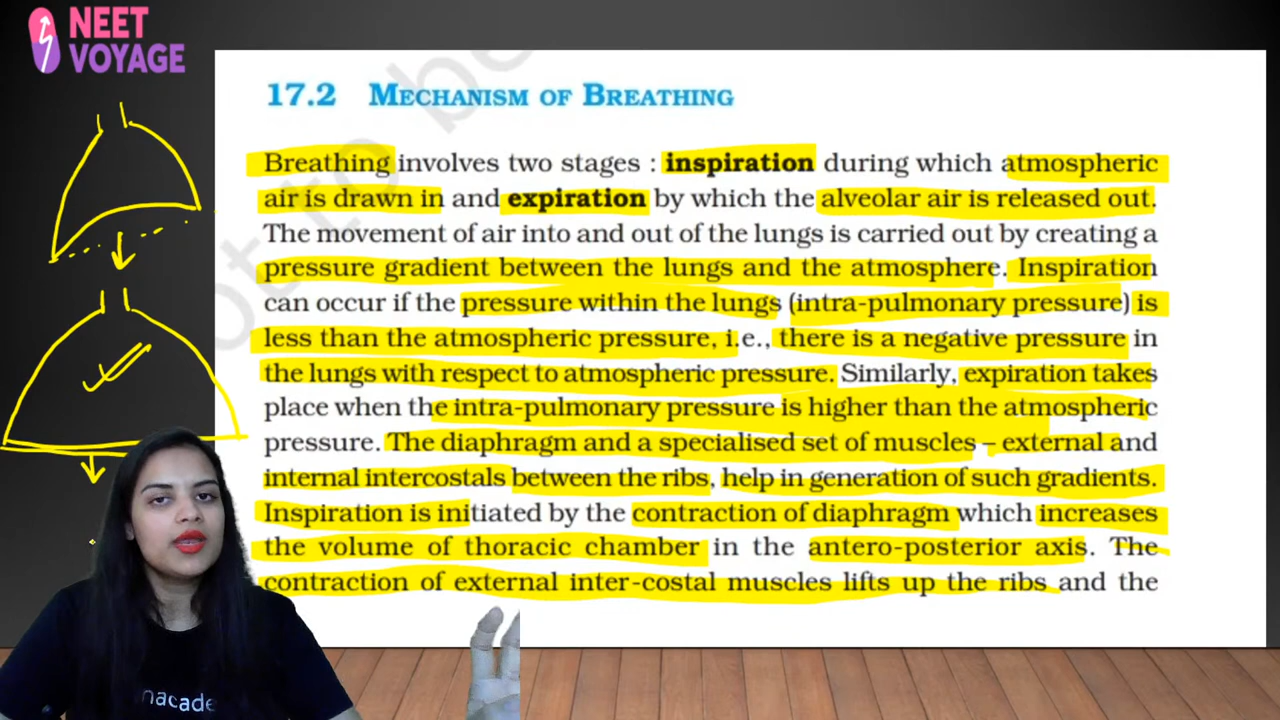 NEET
VOYAGE
17.2 MECHANISM OF BREATHING
Breathing involves two stages : inspiration during which atmospheric
air is drawn in and expiration by which the alveolar air is released out.
The movement of air into and out of the lungs is carried out by creating a
pressure gradient between the lungs and the atmosphere. Inspiration
can occur if the pressure within the lungs (intra-pulmonary pressure) is
less than the atmospheric pressure, i.e., there is a negative pressure in
the lungs with respect to atmospheric pressure. Similarly, expiration takes
place when the intra-pulmonary pressure is higher than the atmospheric
pressure. The diaphragm and a specialised set of muscles – external and
internal intercostals between the ribs, help in generation of such gradients.
Inspiration is initiated by the contraction of diaphragm which increases
the volume of thoracic chamber in the antero-posterior axis. The
contraction of external inter-costal muscles lifts up the ribs and the
nacade